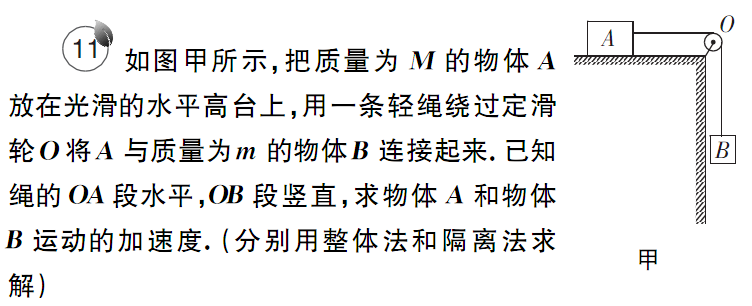 11 如图甲所示,把质量为 M 的物体 A
放在光滑的水平高台上,用一条轻绳绕过定滑
轮O将A 与质量为m 的物体B 连接起来.已知
绳的 OA 段水平,OB 段竖直,求物体 A 和物体
B 运动的加速度.(分别用整体法和隔离法求
解)
A
O
B
甲